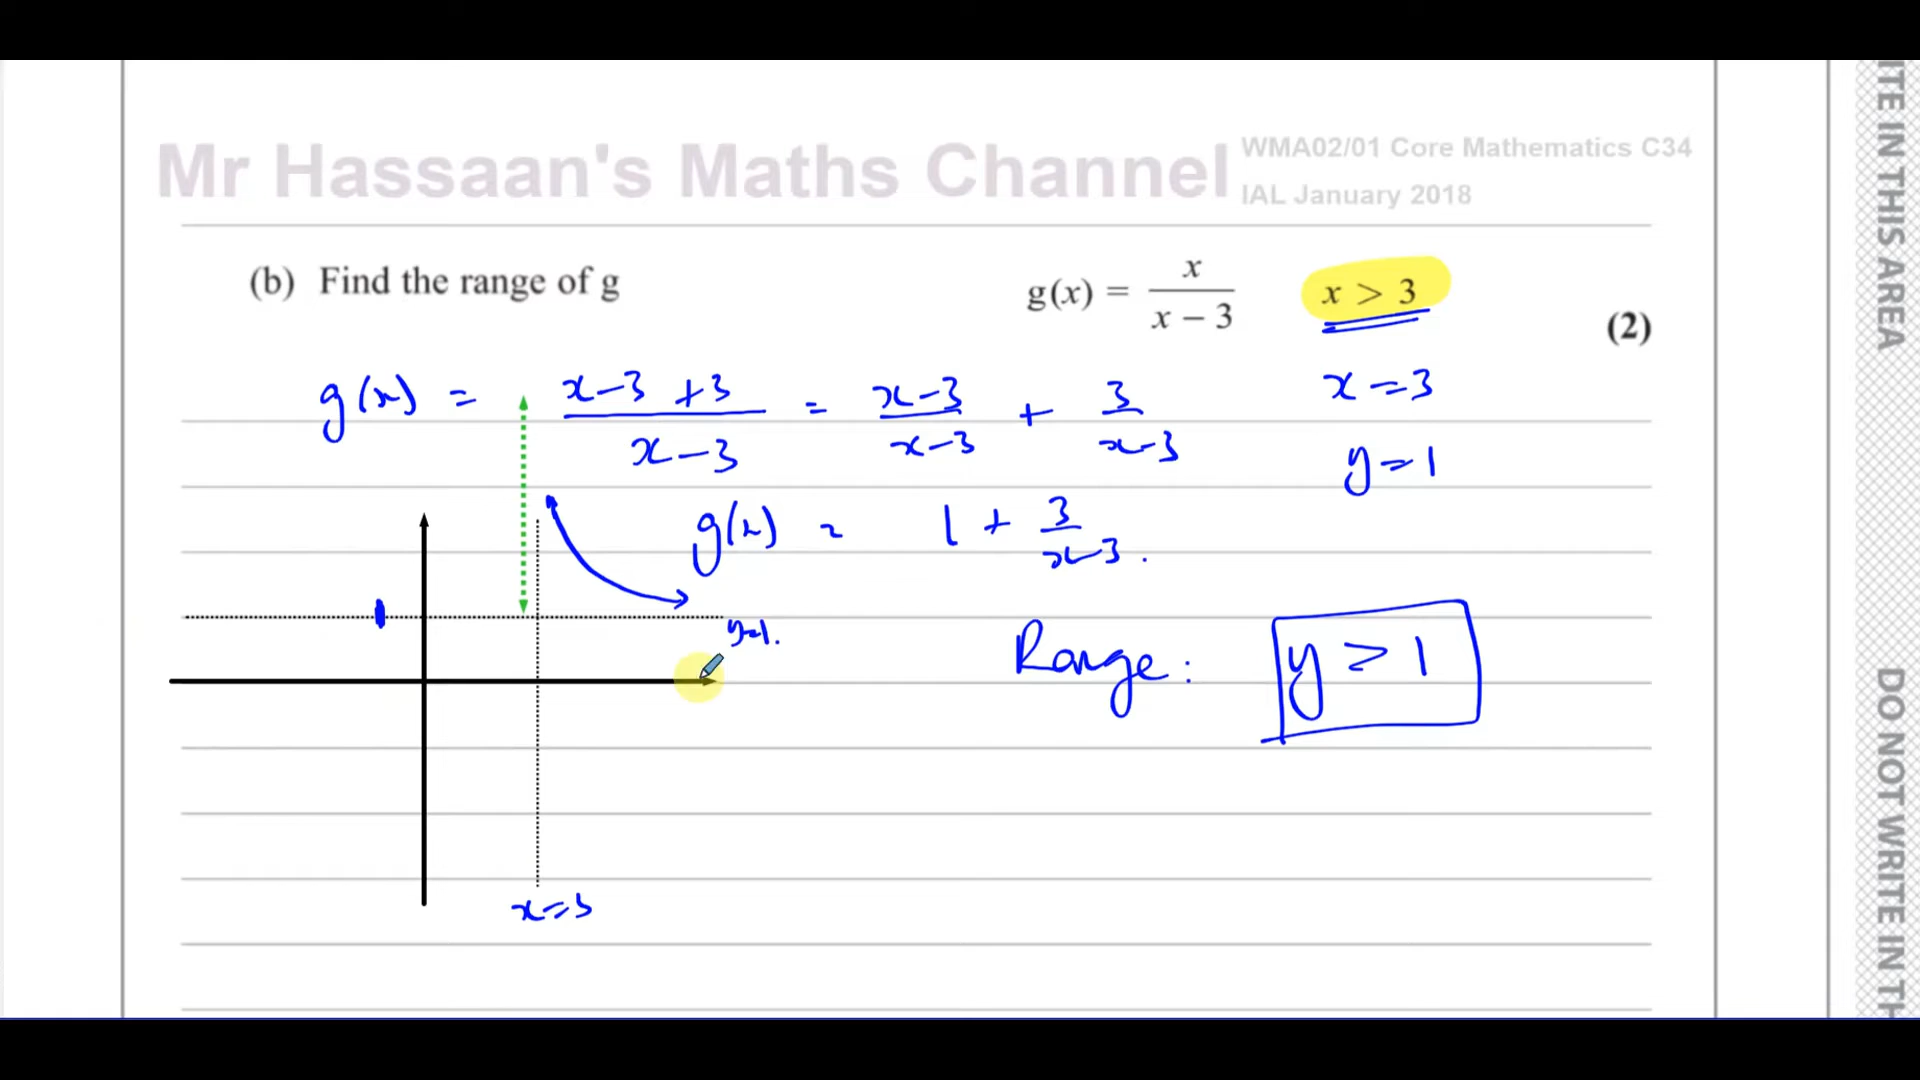 Mr Hassaan's Maths Channel
WMA02/01 Core Mathematics C34
IAL January 2018
(b) Find the range of g
g(x) = x / (x − 3)   x > 3
(2)
g(x) = (x-3+3)/(x-3) = (x-3)/(x-3) + 3/(x-3)
x=3
y=1
g(x) = 1 + 3/(x-3).
y=1.
Range: y > 1
x=3
ITE IN THIS AREA
DO NOT WRITE IN TH